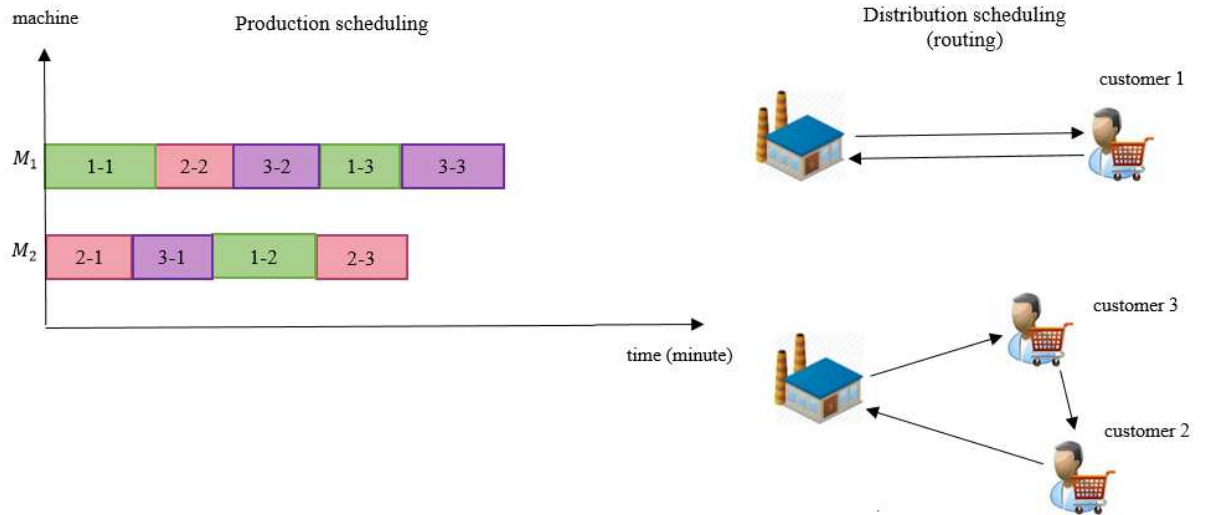 machine
Production scheduling
M₁
1-1
2-2
3-2
1-3
3-3
M₂
2-1
3-1
1-2
2-3
time (minute)
Distribution scheduling
(routing)
customer 1
customer 3
customer 2